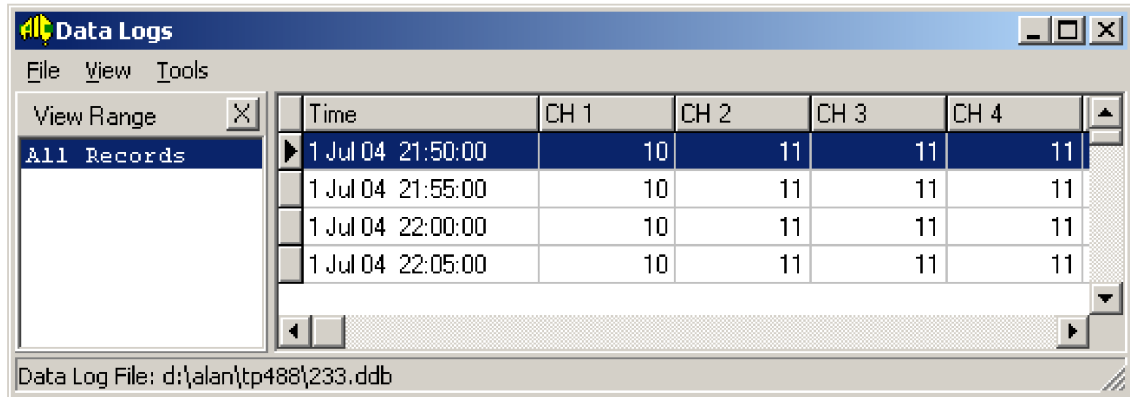 Data Logs
File View Tools
View Range
All Records
Time CH 1 CH 2 CH 3 CH 4
1 Jul 04 21:50:00 10 11 11 11
1 Jul 04 21:55:00 10 11 11 11
1 Jul 04 22:00:00 10 11 11 11
1 Jul 04 22:05:00 10 11 11 11
Data Log File: d:\alan\tp488\233.ddb